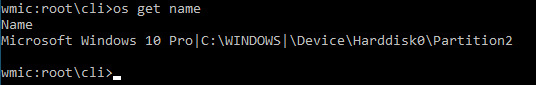 wmic:root\cli>os get name
Name
Microsoft Windows 10 Pro|C:\WINDOWS|\Device\Harddisk0\Partition2
wmic:root\cli>